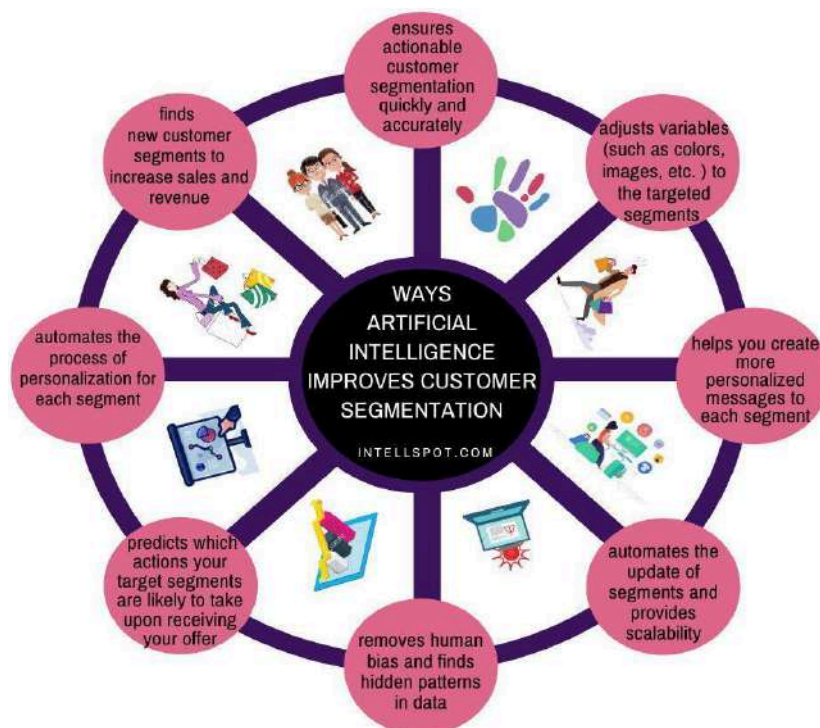 WAYS
ARTIFICIAL
INTELLIGENCE
IMPROVES CUSTOMER
SEGMENTATION
INTELLSPOT.COM
ensures
actionable
customer
segmentation
quickly and
accurately
adjusts variables
(such as colors,
images, etc. ) to
the targeted
segments
helps you create
more
personalized
messages to
each segment
automates the
update of
segments and
provides
scalability
removes human
bias and finds
hidden patterns
in data
predicts which
actions your
target segments
are likely to take
upon receiving
your offer
automates the
process of
personalization for
each segment
finds
new customer
segments to
increase sales and
revenue